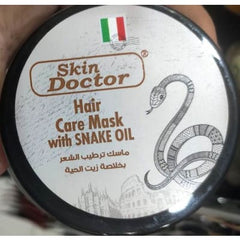 Skin
Doctor®
Hair
Care Mask
with SNAKE OIL
ماسك ترطيب الشعر
بخلاصة زيت الحية